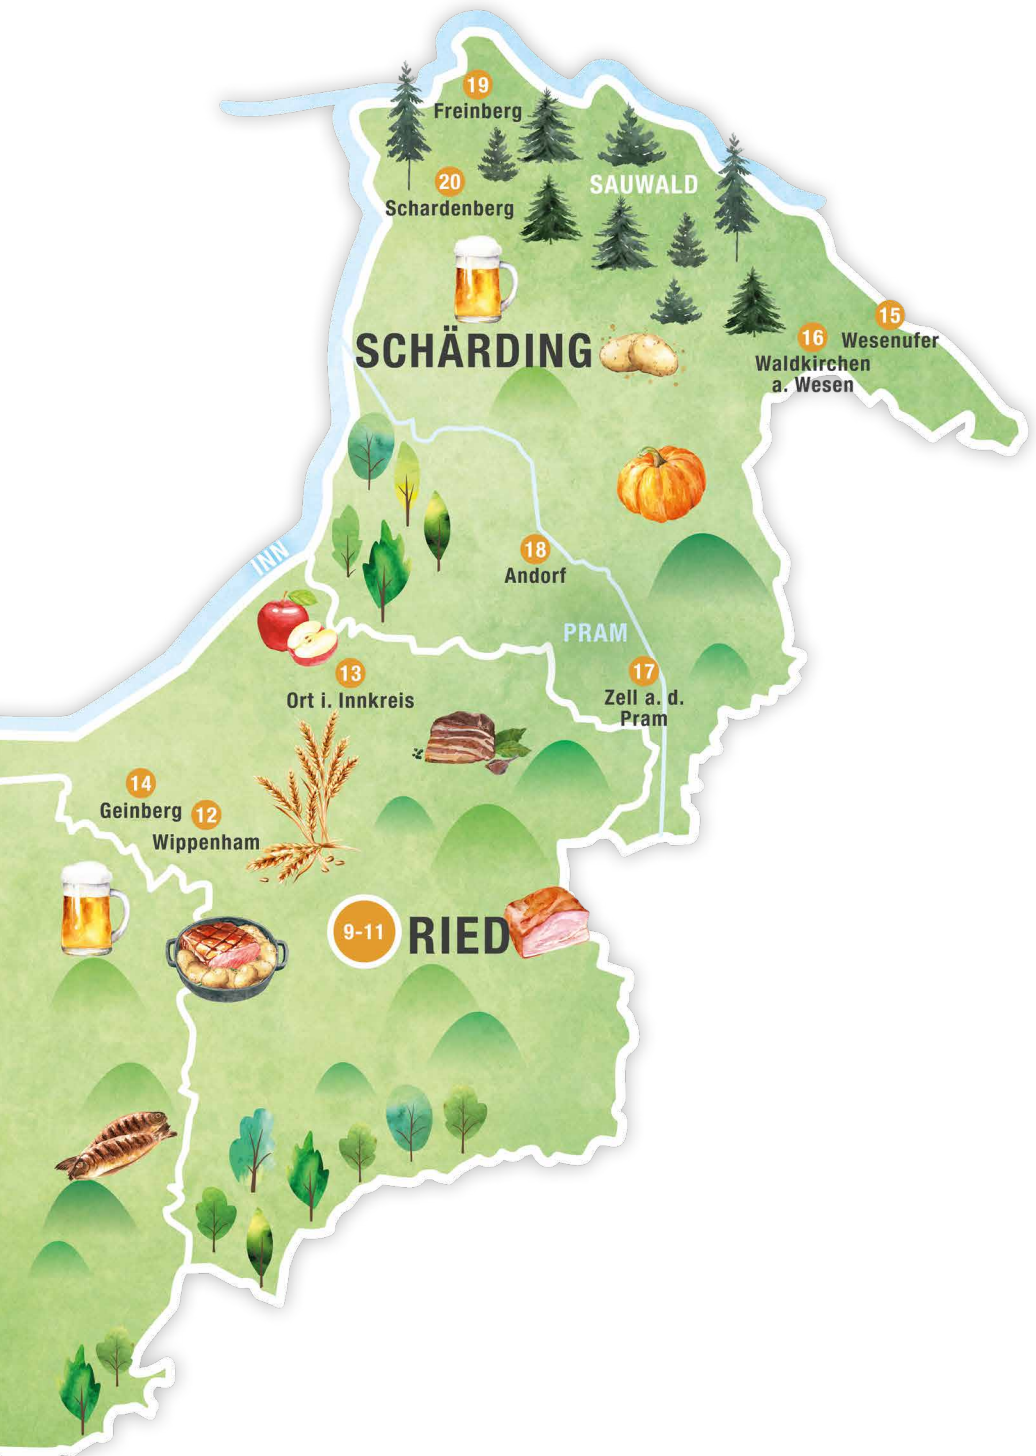 19
Freinberg
20
Schardenberg
SAUWALD
SCHÄRDING
15
Wesenufer
16
Waldkirchen
a. Wesen
INN
18
Andorf
PRAM
17
Zell a. d.
Pram
13
Ort i. Innkreis
14
Geinberg
12
Wippenham
9-11
RIED